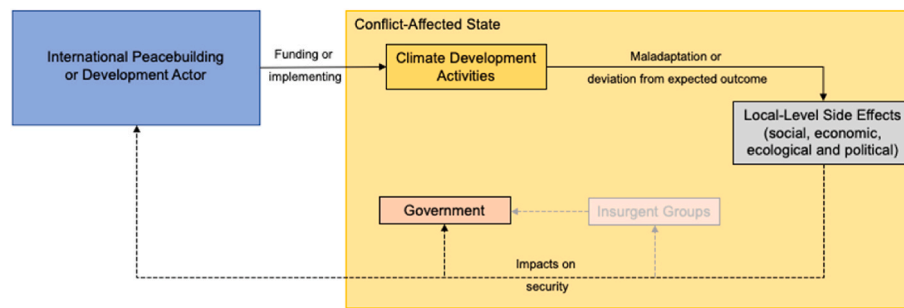 Conflict-Affected State
International Peacebuilding
or Development Actor
Funding or
implementing
Climate Development
Activities
Maladaptation or
deviation from expected outcome
Local-Level Side Effects
(social, economic,
ecological and political)
Government
Insurgent Groups
Impacts on
security